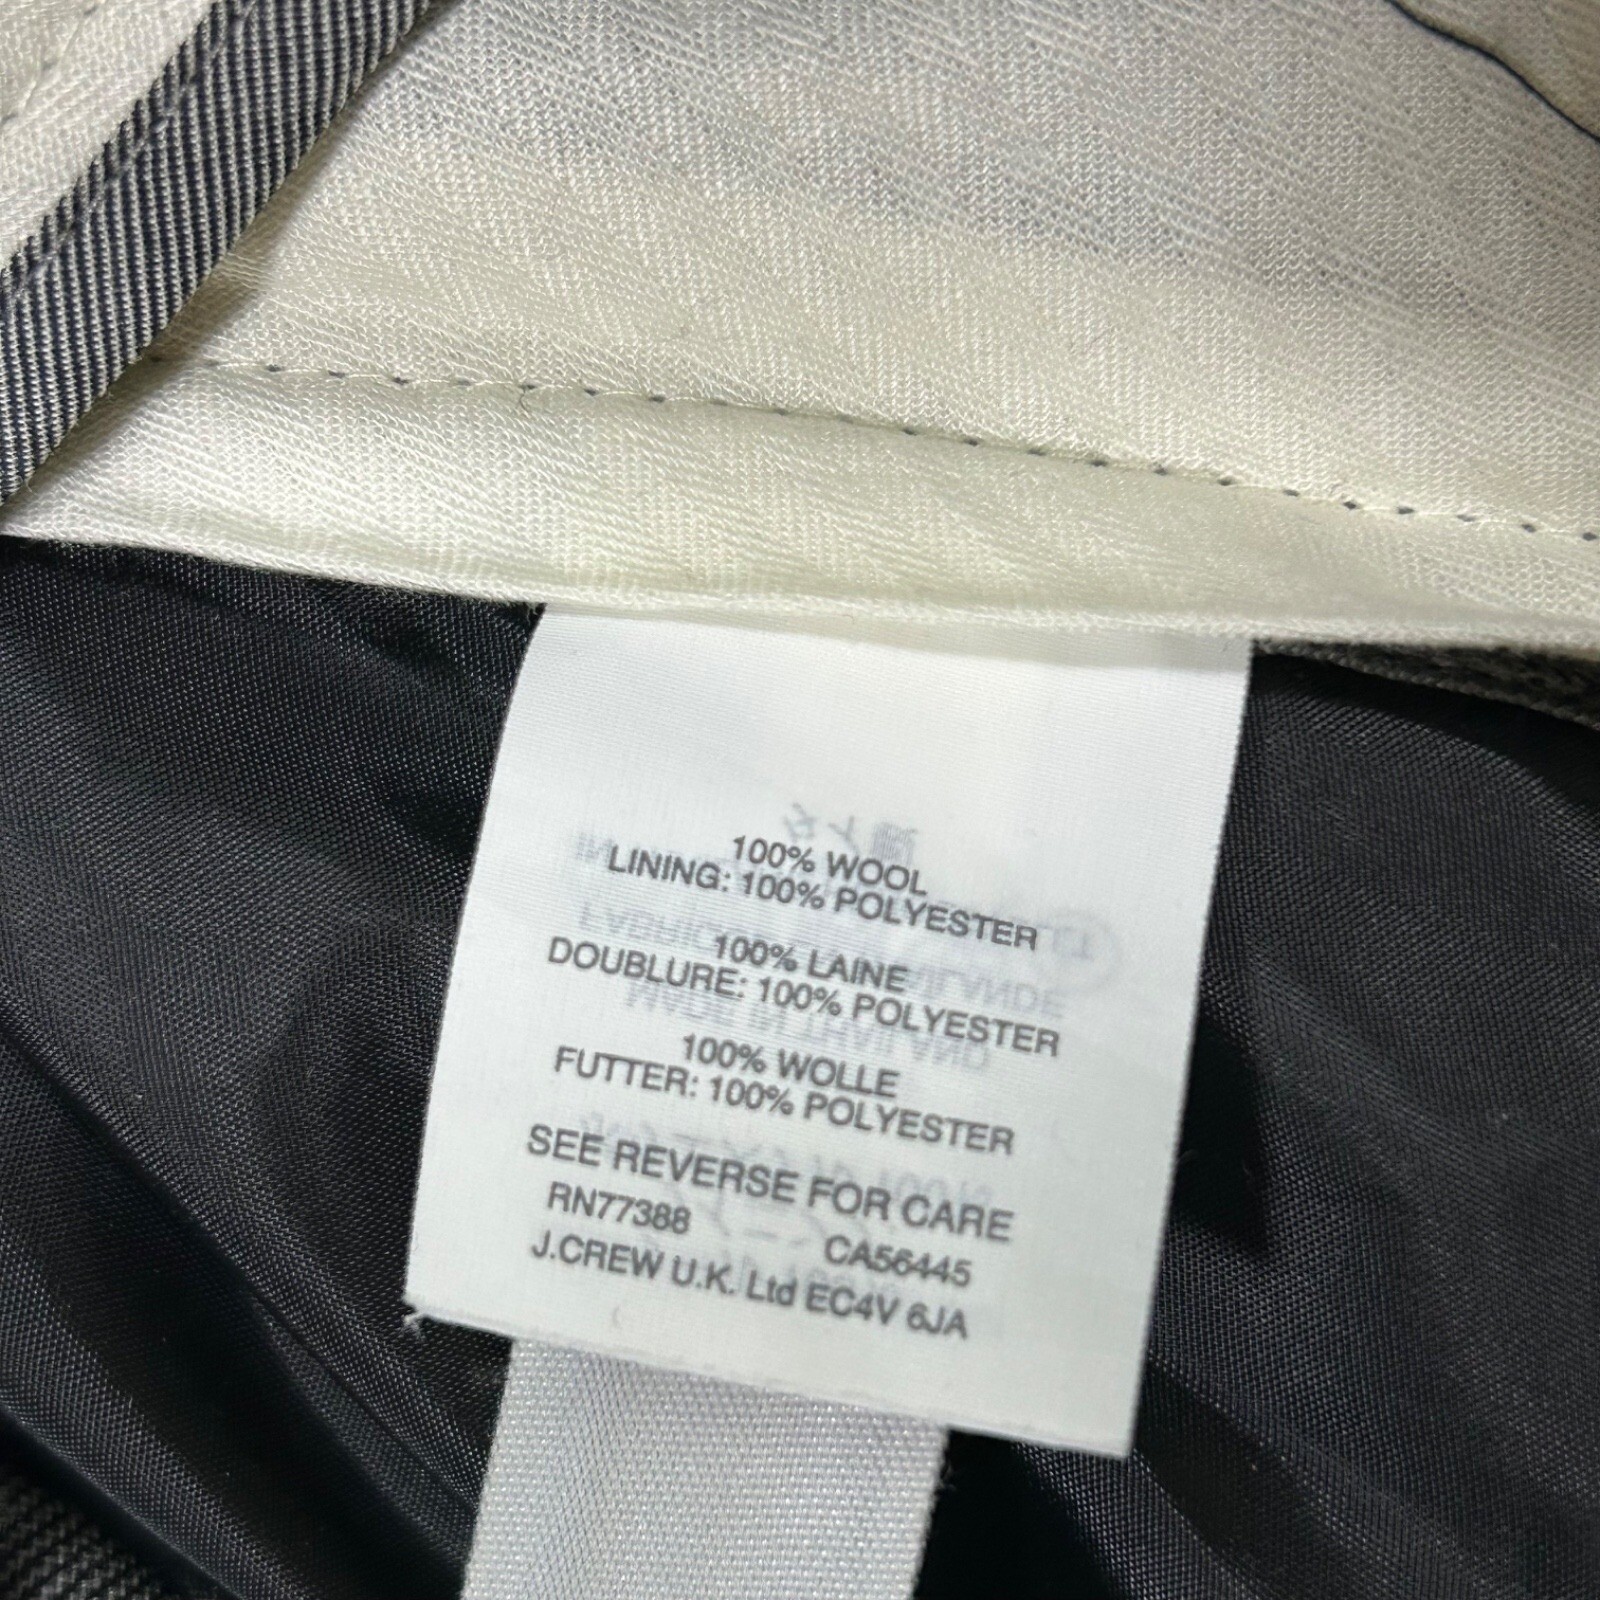 100% WOOL
LINING: 100% POLYESTER
100% LAINE
DOUBLURE: 100% POLYESTER
100% WOLLE
FUTTER: 100% POLYESTER
SEE REVERSE FOR CARE
RN77388 CA56445
J.CREW U.K. Ltd EC4V 6JA